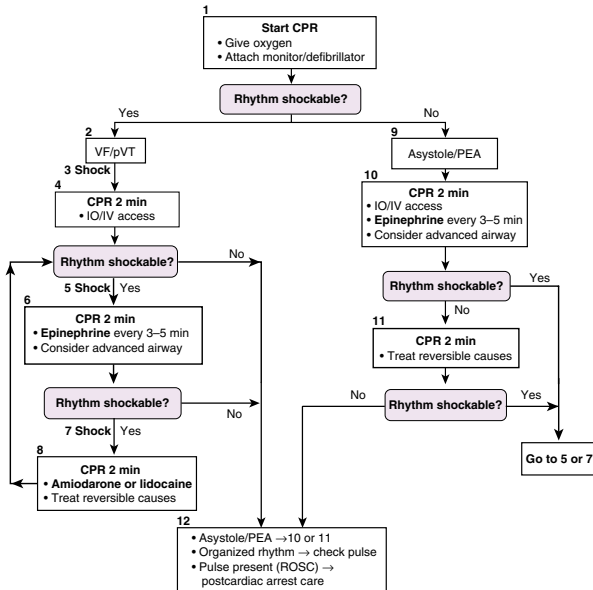 1
Start CPR
• Give oxygen
• Attach monitor/defibrillator
Rhythm shockable?
Yes
No
2
VF/pVT
3 Shock
4
CPR 2 min
• IO/IV access
Rhythm shockable?
No
5 Shock
Yes
6
CPR 2 min
• Epinephrine every 3–5 min
• Consider advanced airway
Rhythm shockable?
No
7 Shock
Yes
8
CPR 2 min
• Amiodarone or lidocaine
• Treat reversible causes
9
Asystole/PEA
10
CPR 2 min
• IO/IV access
• Epinephrine every 3–5 min
• Consider advanced airway
Rhythm shockable?
Yes
No
11
CPR 2 min
• Treat reversible causes
No
Rhythm shockable?
Yes
Go to 5 or 7
12
• Asystole/PEA →10 or 11
• Organized rhythm → check pulse
• Pulse present (ROSC) →
postcardiac arrest care